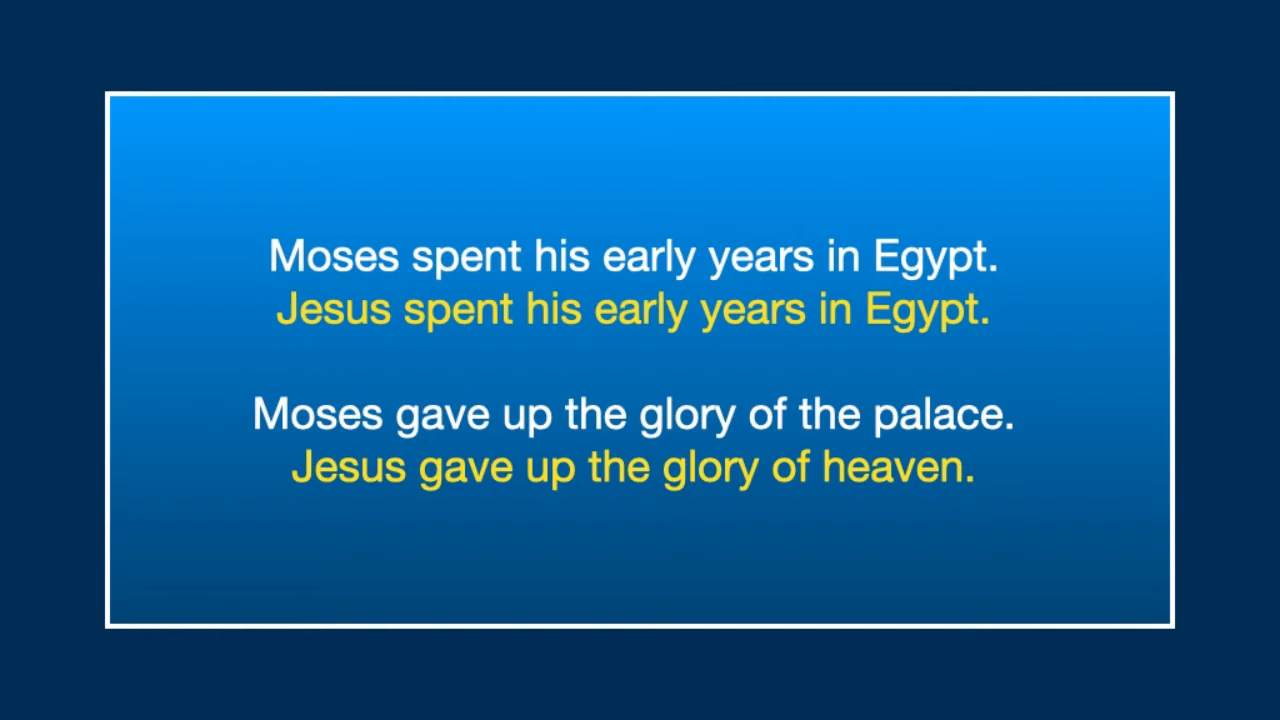 Moses spent his early years in Egypt.
Jesus spent his early years in Egypt.
Moses gave up the glory of the palace.
Jesus gave up the glory of heaven.